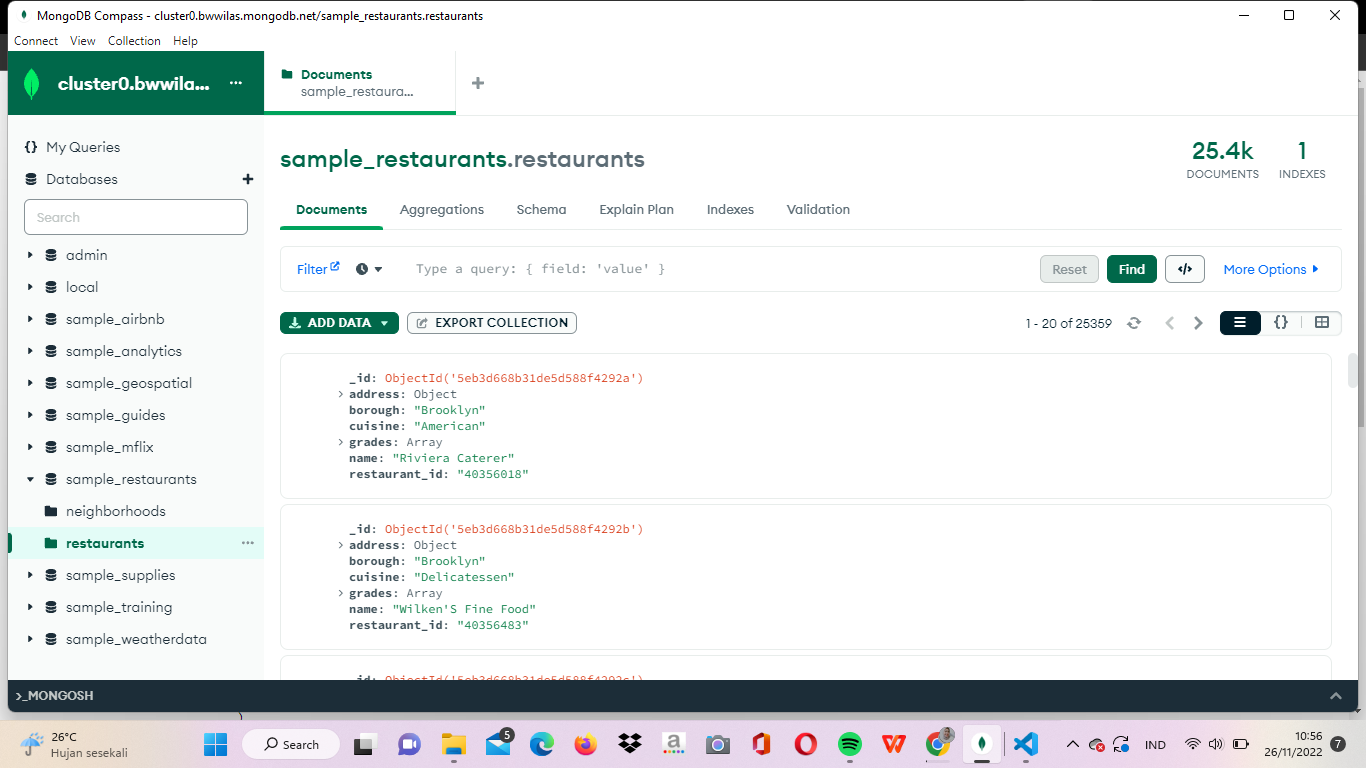 MongoDB Compass - cluster0.bwwilas.mongodb.net/sample_restaurants.restaurants
Connect View Collection Help
cluster0.bwwila... ...
Documents
sample_restaura...
+
{} My Queries
Databases +
Search
admin
local
sample_airbnb
sample_analytics
sample_geospatial
sample_guides
sample_mflix
sample_restaurants
neighborhoods
restaurants ...
sample_supplies
sample_training
sample_weatherdata
sample_restaurants.restaurants
25.4k
DOCUMENTS
1
INDEXES
Documents Aggregations Schema Explain Plan Indexes Validation
Filter Type a query: { field: 'value' } Reset Find </> More Options
ADD DATA EXPORT COLLECTION 1 - 20 of 25359 {}
_id: ObjectId('5eb3d668b31de5d588f4292a')
> address: Object
borough: "Brooklyn"
cuisine: "American"
> grades: Array
name: "Riviera Caterer"
restaurant_id: "40356018"
_id: ObjectId('5eb3d668b31de5d588f4292b')
> address: Object
borough: "Brooklyn"
cuisine: "Delicatessen"
> grades: Array
name: "Wilken'S Fine Food"
restaurant_id: "40356483"
_id: ObjectId('5eb3d668b31de5d588f4292c')
>_MONGOSH
26°C
Hujan sesekali
Search
5
a
IND
10:56
26/11/2022
7